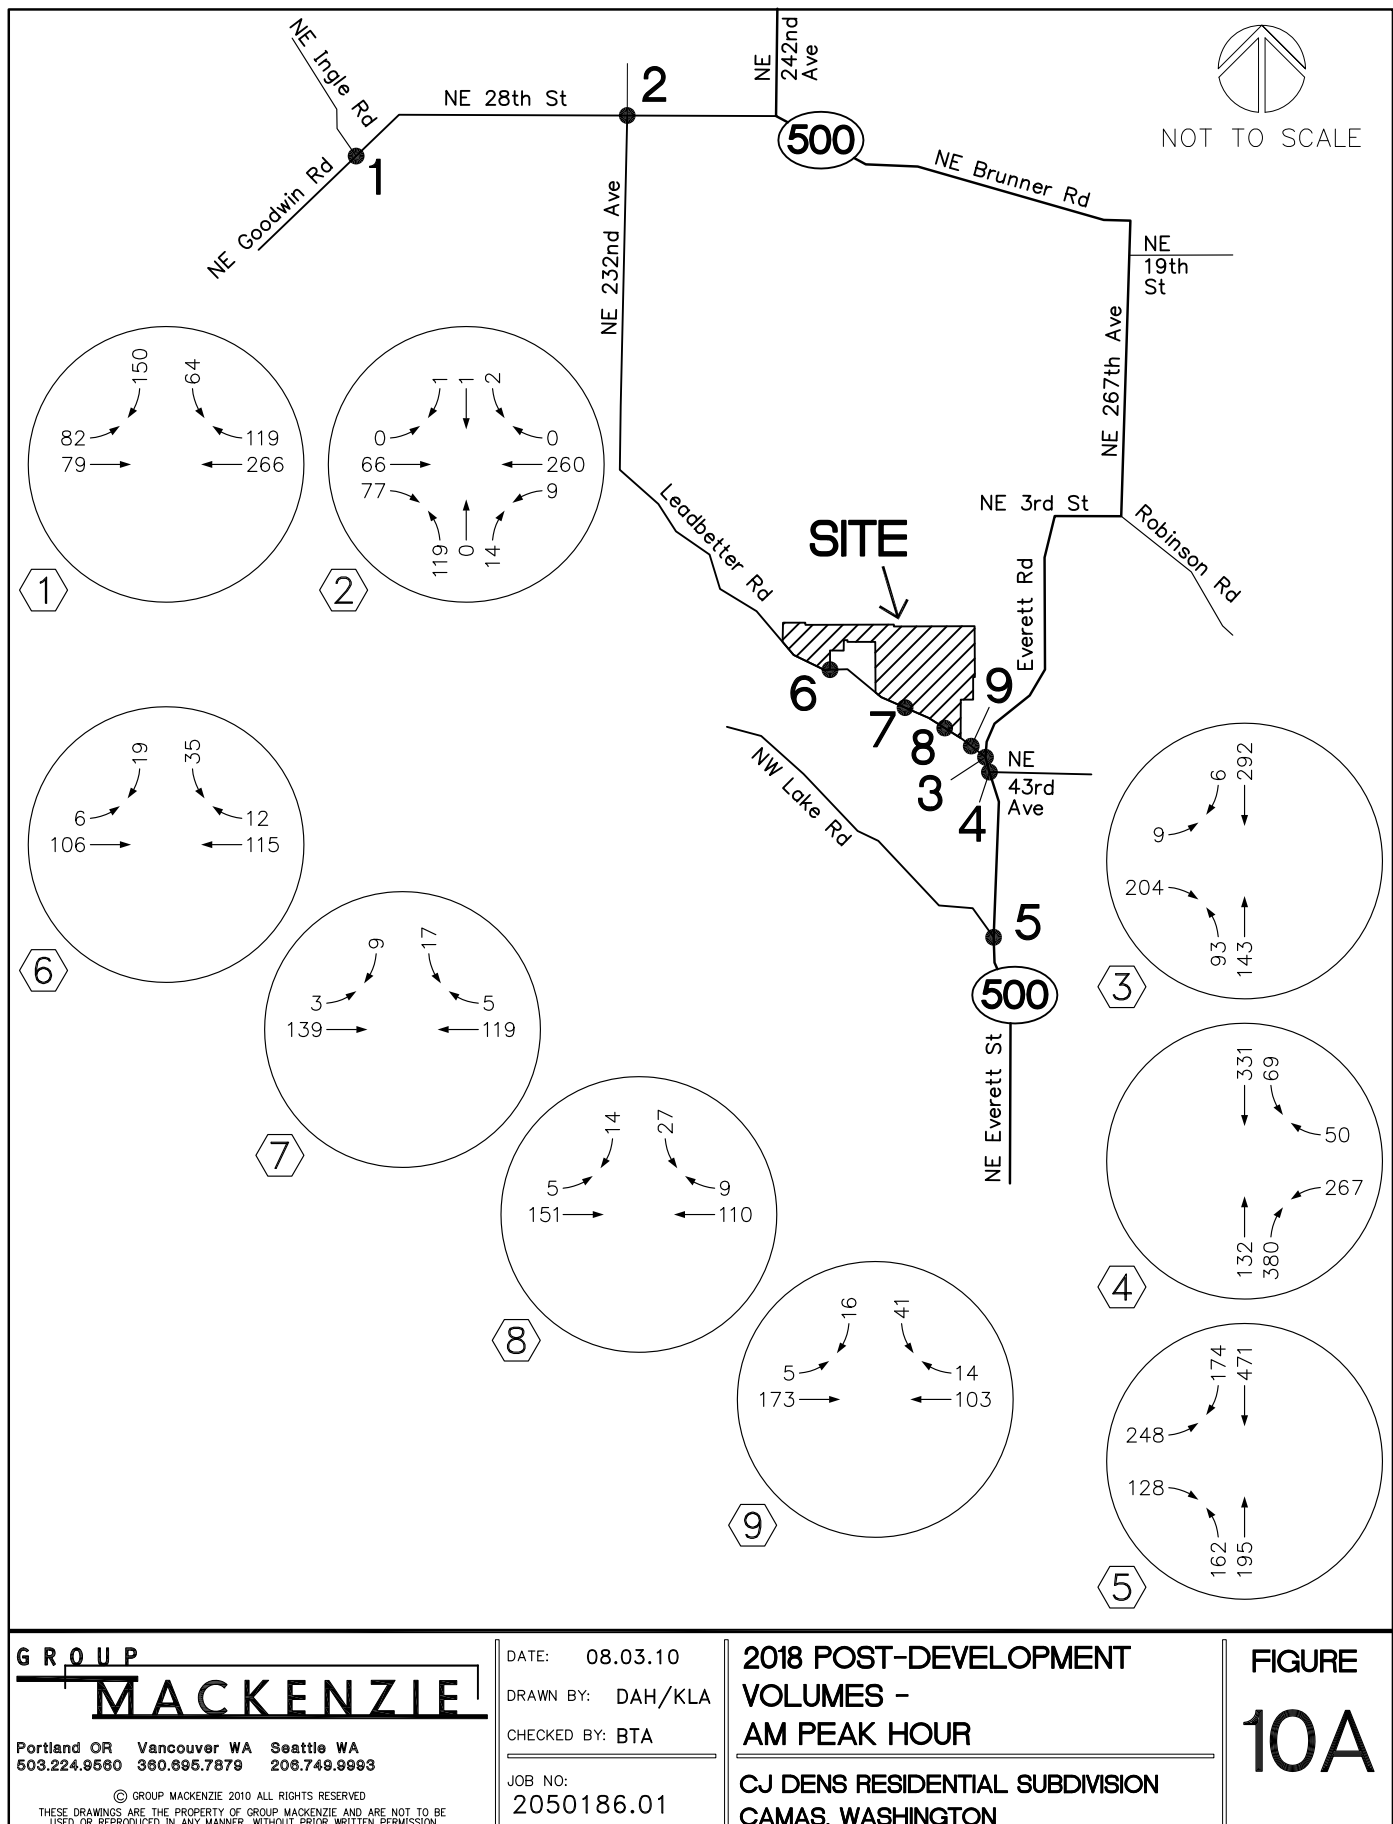 NE Ingle Rd
NE 28th St
2
NE
242nd
Ave
500
NOT TO SCALE
1
NE Goodwin Rd
NE 232nd Ave
NE Brunner Rd
NE
19th
St
NE 267th Ave
NE 3rd St
Robinson Rd
Everett Rd
Leadbetter Rd
SITE
6
7
8
9
3
4
NE
43rd
Ave
NW Lake Rd
5
500
NE Everett St
150
64
82
119
79
266
1
1
1
2
0
0
66
260
77
9
119
0
14
2
19
35
6
12
106
115
6
9
17
3
5
139
119
7
14
27
5
9
151
110
8
16
41
5
14
173
103
9
6
292
9
204
93
143
3
331
69
50
267
132
380
4
174
471
248
128
162
195
5
GROUP
MACKENZIE
Portland OR Vancouver WA Seattle WA
503.224.9560 360.695.7879 206.749.9993
© GROUP MACKENZIE 2010 ALL RIGHTS RESERVED
THESE DRAWINGS ARE THE PROPERTY OF GROUP MACKENZIE AND ARE NOT TO BE
USED OR REPRODUCED IN ANY MANNER, WITHOUT PRIOR WRITTEN PERMISSION
DATE: 08.03.10
DRAWN BY: DAH/KLA
CHECKED BY: BTA
JOB NO:
2050186.01
2018 POST-DEVELOPMENT
VOLUMES -
AM PEAK HOUR
CJ DENS RESIDENTIAL SUBDIVISION
CAMAS, WASHINGTON
FIGURE
10A